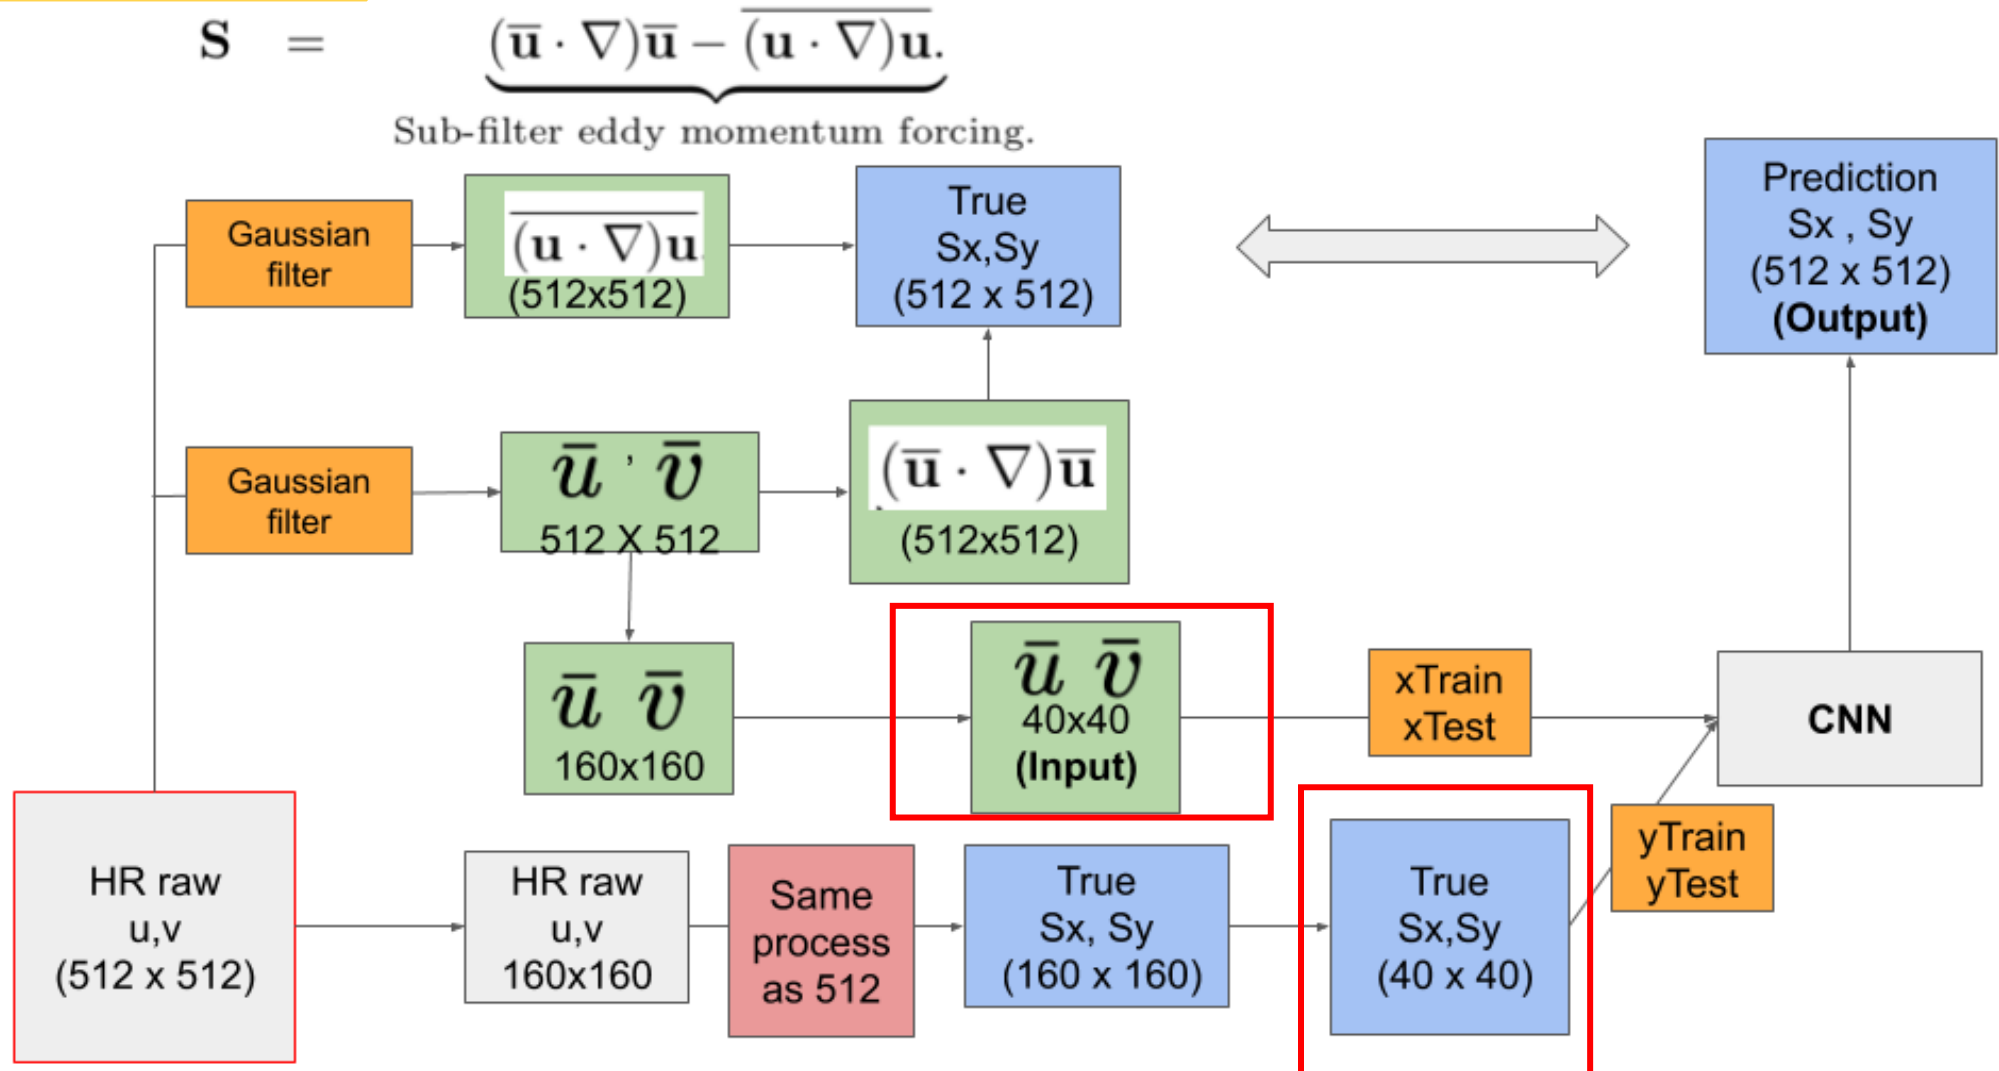 S = (u̅ · ∇)u̅ − \overline{(u · ∇)u}.
Sub-filter eddy momentum forcing.
Gaussian
filter
\overline{(u · ∇)u}.
(512x512)
True
Sx,Sy
(512 x 512)
Prediction
Sx , Sy
(512 x 512)
(Output)
Gaussian
filter
u̅ , v̅
512 X 512
(u̅ · ∇)u̅
(512x512)
u̅ v̅
160x160
u̅ v̅
40x40
(Input)
xTrain
xTest
CNN
HR raw
u,v
(512 x 512)
HR raw
u,v
160x160
Same
process
as 512
True
Sx, Sy
(160 x 160)
True
Sx,Sy
(40 x 40)
yTrain
yTest